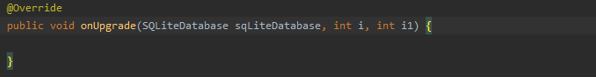 @Override
public void onUpgrade(SQLiteDatabase sqLiteDatabase, int i, int i1) {
}